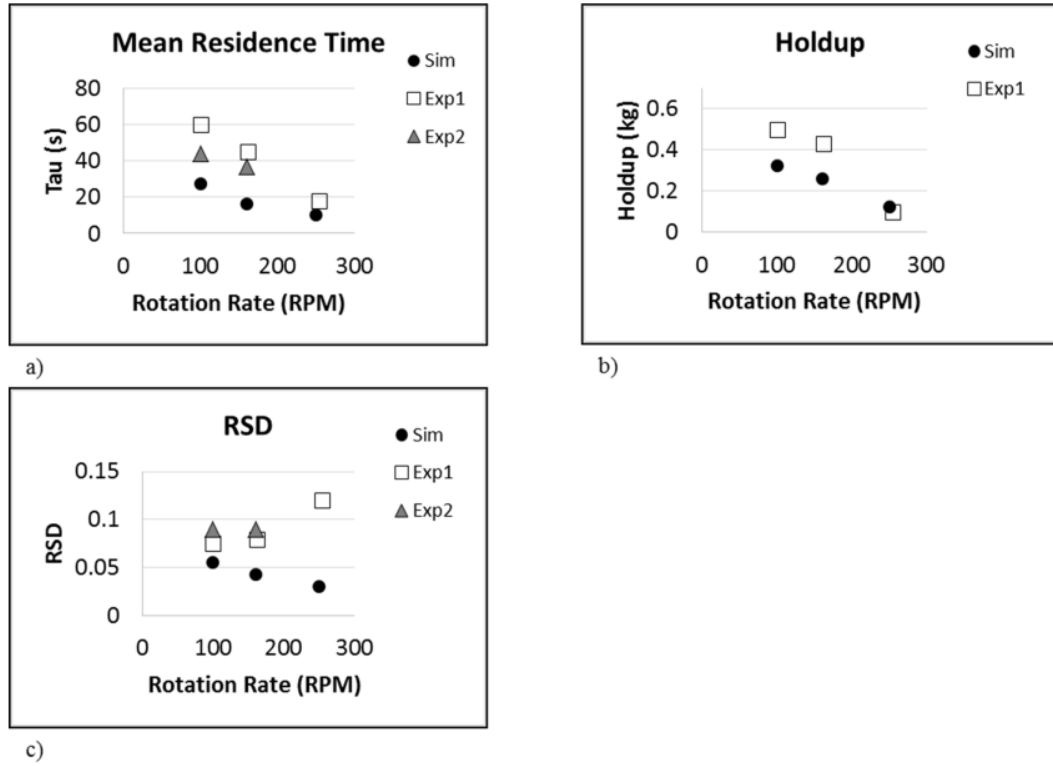 Mean Residence Time
Sim
Exp1
Exp2
80
60
40
20
0
Tau (s)
0 100 200 300
Rotation Rate (RPM)
a)
Holdup
Sim
Exp1
0.6
0.4
0.2
0
Holdup (kg)
0 100 200 300
Rotation Rate (RPM)
b)
RSD
Sim
Exp1
Exp2
0.15
0.1
0.05
0
RSD
0 100 200 300
Rotation Rate (RPM)
c)